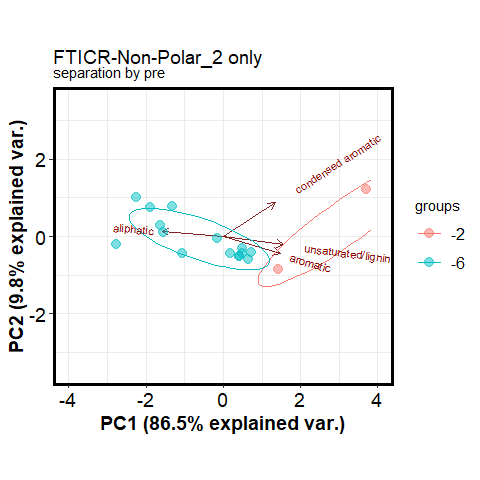 FTICR-Non-Polar_2 only
separation by pre
PC2 (9.8% explained var.)
2
0
-2
condensed aromatic
aliphatic
unsaturated/lignin
aromatic
groups
-2
-6
-4
-2
0
2
4
PC1 (86.5% explained var.)